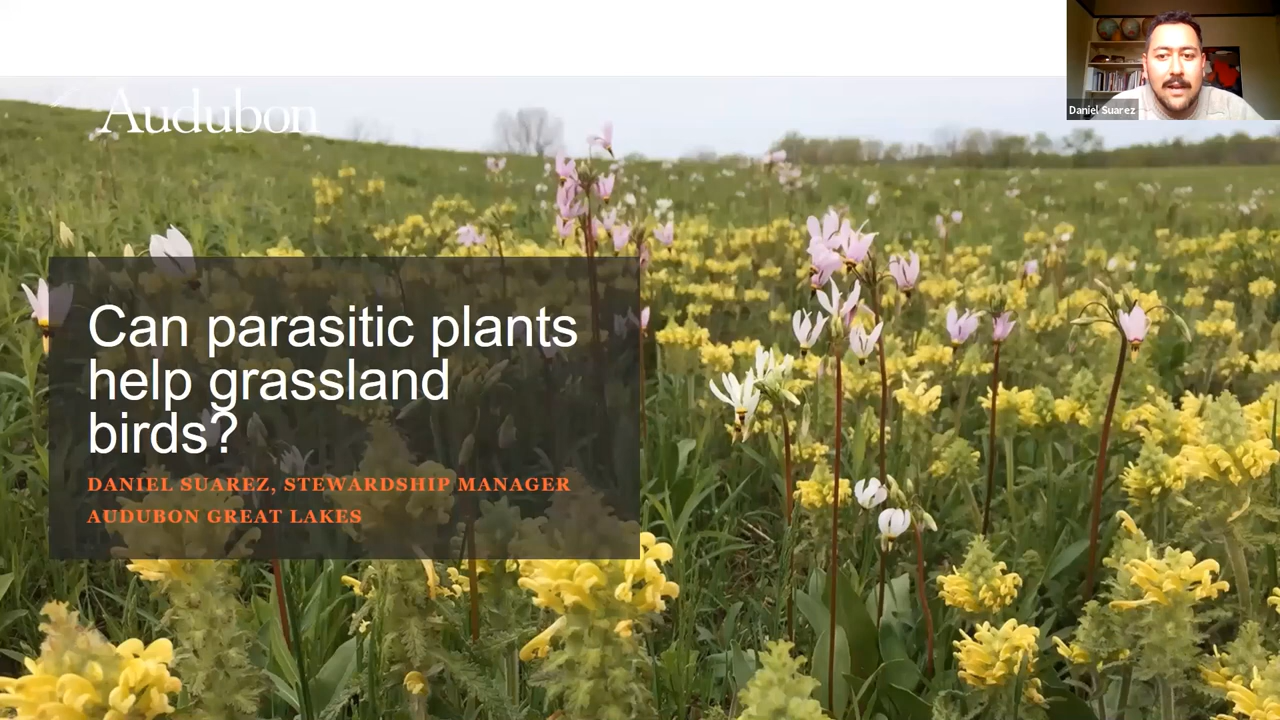 Audubon
Daniel Suarez
Can parasitic plants
help grassland
birds?
DANIEL SUAREZ, STEWARDSHIP MANAGER
AUDUBON GREAT LAKES